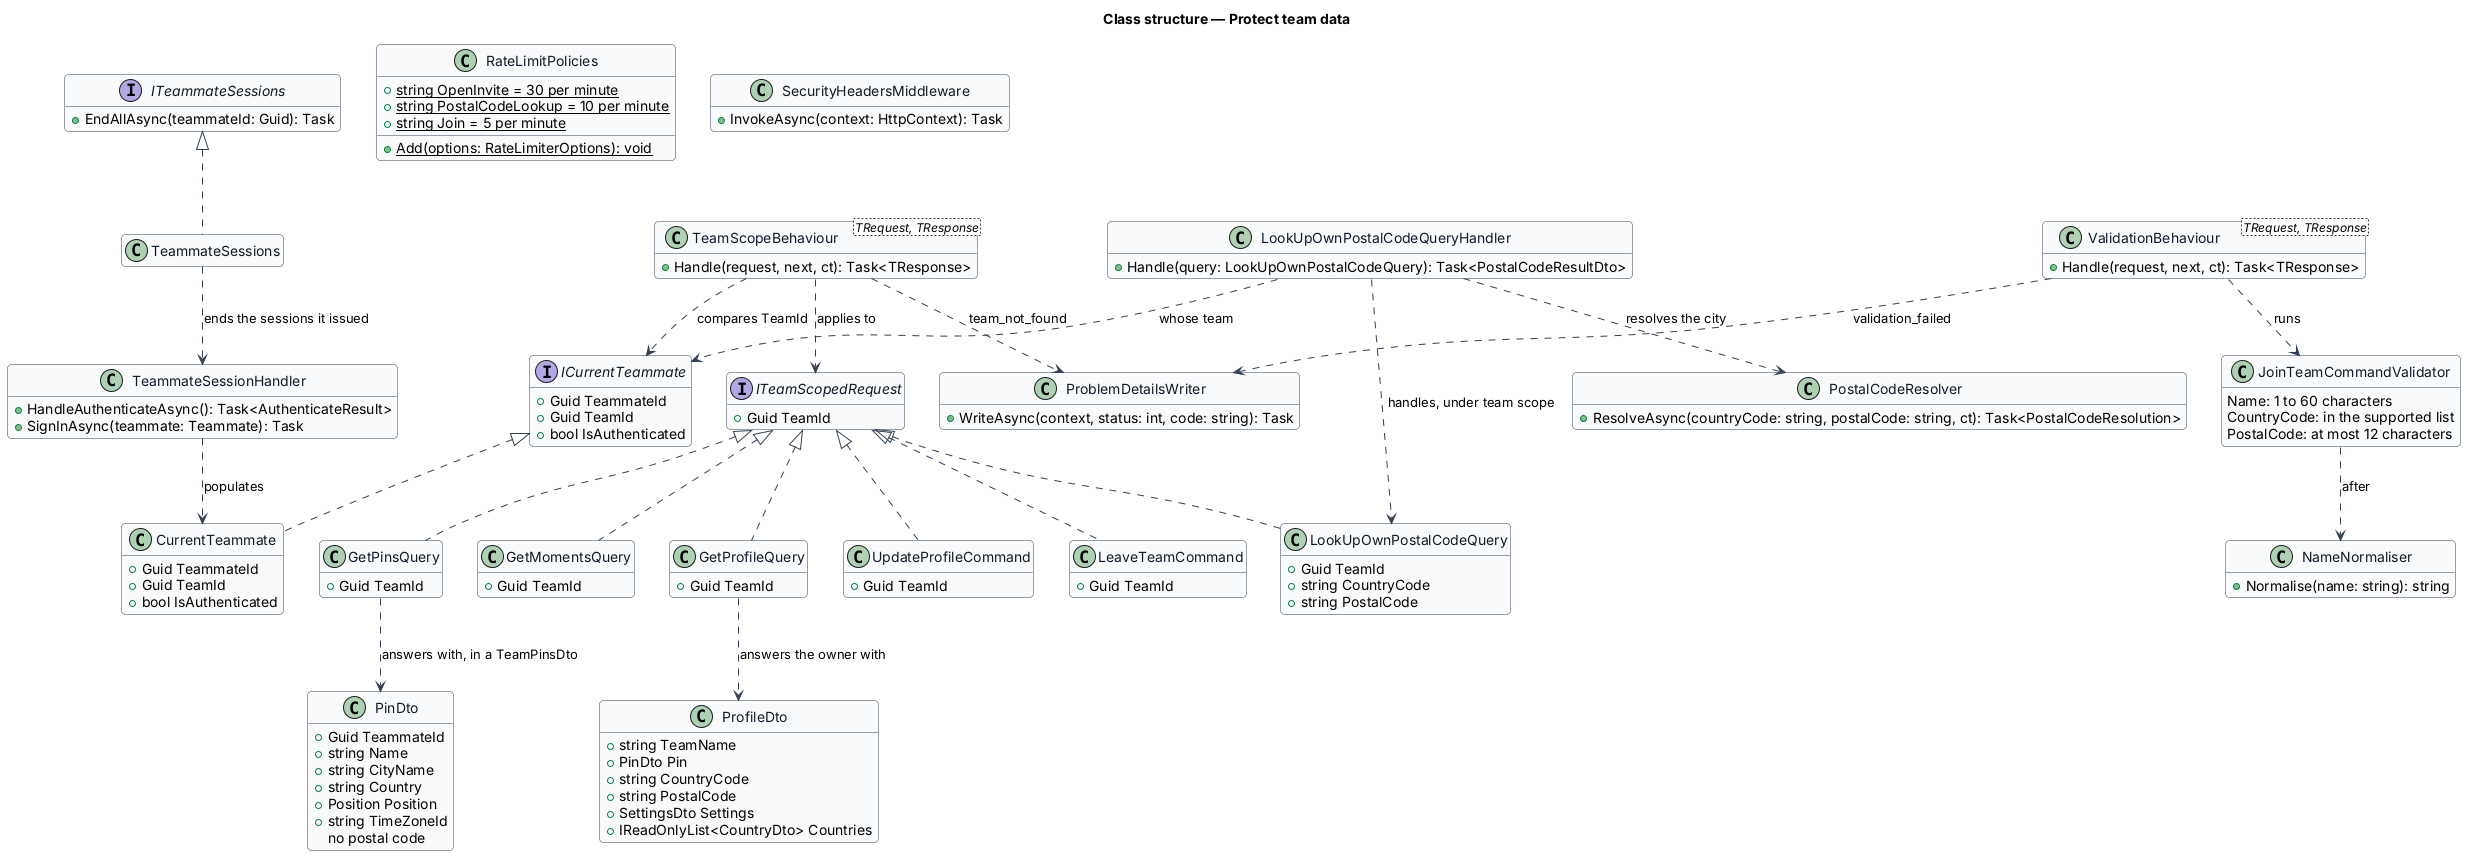 Class structure — Protect team data
ITeammateSessions
EndAllAsync(teammateId: Guid): Task
RateLimitPolicies
string OpenInvite = 30 per minute
string PostalCodeLookup = 10 per minute
string Join = 5 per minute
Add(options: RateLimiterOptions): void
SecurityHeadersMiddleware
InvokeAsync(context: HttpContext): Task
TeammateSessions
TeamScopeBehaviour
TRequest, TResponse
Handle(request, next, ct): Task<TResponse>
LookUpOwnPostalCodeQueryHandler
Handle(query: LookUpOwnPostalCodeQuery): Task<PostalCodeResultDto>
ValidationBehaviour
TRequest, TResponse
Handle(request, next, ct): Task<TResponse>
ends the sessions it issued
compares TeamId
applies to
team_not_found
whose team
resolves the city
validation_failed
runs
TeammateSessionHandler
HandleAuthenticateAsync(): Task<AuthenticateResult>
SignInAsync(teammate: Teammate): Task
ICurrentTeammate
Guid TeammateId
Guid TeamId
bool IsAuthenticated
ITeamScopedRequest
Guid TeamId
ProblemDetailsWriter
WriteAsync(context, status: int, code: string): Task
handles, under team scope
PostalCodeResolver
ResolveAsync(countryCode: string, postalCode: string, ct): Task<PostalCodeResolution>
JoinTeamCommandValidator
Name: 1 to 60 characters
CountryCode: in the supported list
PostalCode: at most 12 characters
populates
after
CurrentTeammate
Guid TeammateId
Guid TeamId
bool IsAuthenticated
GetPinsQuery
Guid TeamId
GetMomentsQuery
Guid TeamId
GetProfileQuery
Guid TeamId
UpdateProfileCommand
Guid TeamId
LeaveTeamCommand
Guid TeamId
LookUpOwnPostalCodeQuery
Guid TeamId
string CountryCode
string PostalCode
NameNormaliser
Normalise(name: string): string
answers with, in a TeamPinsDto
answers the owner with
PinDto
Guid TeammateId
string Name
string CityName
string Country
Position Position
string TimeZoneId
no postal code
ProfileDto
string TeamName
PinDto Pin
string CountryCode
string PostalCode
SettingsDto Settings
IReadOnlyList<CountryDto> Countries